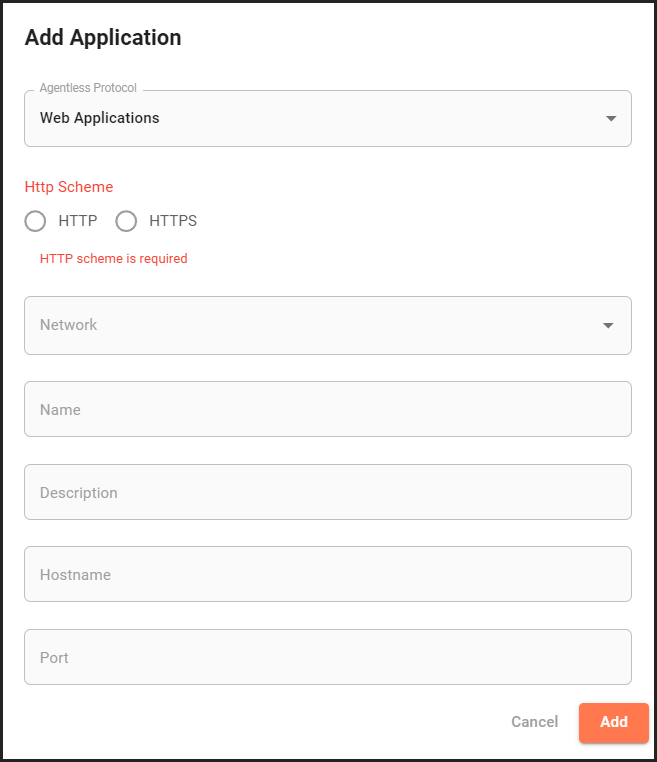 Add Application
Agentless Protocol
Web Applications
Http Scheme
HTTP HTTPS
HTTP scheme is required
Network
Name
Description
Hostname
Port
Cancel Add